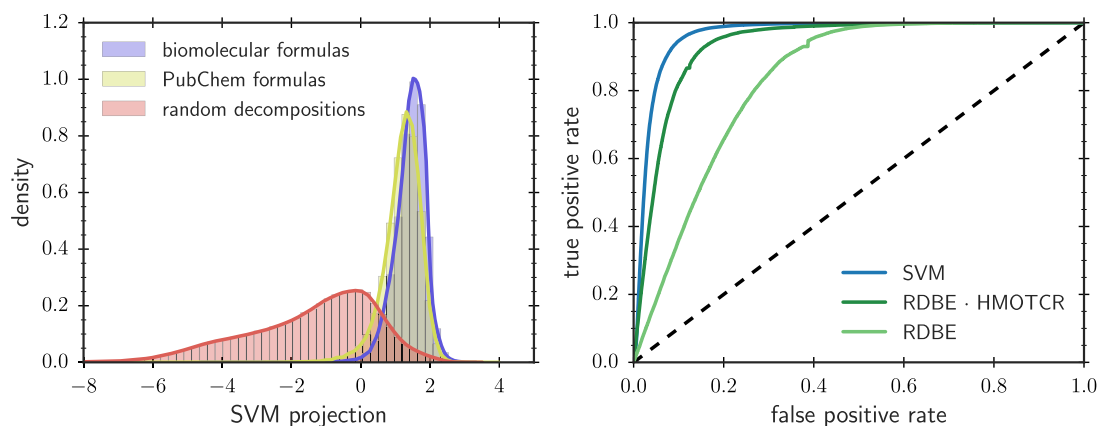 1.2
1.0
0.8
0.6
0.4
0.2
0.0
density
biomolecular formulas
PubChem formulas
random decompositions
−8 −6 −4 −2 0 2 4
SVM projection
1.0
0.8
0.6
0.4
0.2
0.0
true positive rate
SVM
RDBE · HMOTCR
RDBE
0.0 0.2 0.4 0.6 0.8 1.0
false positive rate